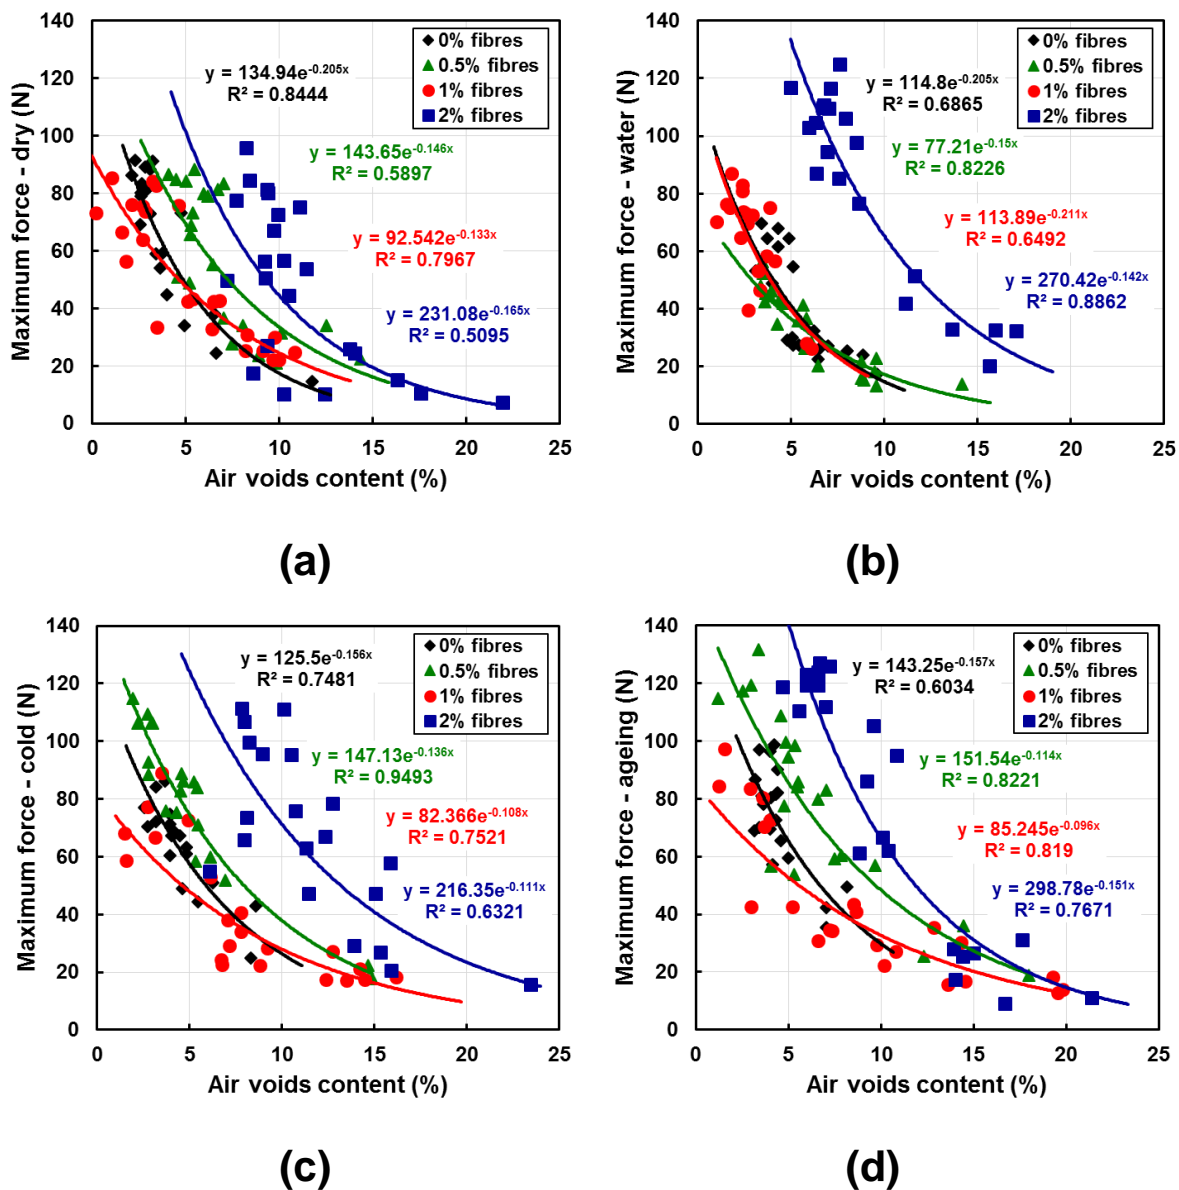 140
120
100
80
60
40
20
0
Maximum force - dry (N)
0% fibres
0.5% fibres
1% fibres
2% fibres
y = 134.94e-0.205x
R² = 0.8444
y = 143.65e-0.146x
R² = 0.5897
y = 92.542e-0.133x
R² = 0.7967
y = 231.08e-0.165x
R² = 0.5095
0 5 10 15 20 25
Air voids content (%)
(a)
140
120
100
80
60
40
20
0
Maximum force - water (N)
0% fibres
0.5% fibres
1% fibres
2% fibres
y = 114.8e-0.205x
R² = 0.6865
y = 77.21e-0.15x
R² = 0.8226
y = 113.89e-0.211x
R² = 0.6492
y = 270.42e-0.142x
R² = 0.8862
0 5 10 15 20 25
Air voids content (%)
(b)
140
120
100
80
60
40
20
0
Maximum force - cold (N)
0% fibres
0.5% fibres
1% fibres
2% fibres
y = 125.5e-0.156x
R² = 0.7481
y = 147.13e-0.136x
R² = 0.9493
y = 82.366e-0.108x
R² = 0.7521
y = 216.35e-0.111x
R² = 0.6321
0 5 10 15 20 25
Air voids content (%)
(c)
140
120
100
80
60
40
20
0
Maximum force - ageing (N)
0% fibres
0.5% fibres
1% fibres
2% fibres
y = 143.25e-0.157x
R² = 0.6034
y = 151.54e-0.114x
R² = 0.8221
y = 85.245e-0.096x
R² = 0.819
y = 298.78e-0.151x
R² = 0.7671
0 5 10 15 20 25
Air voids content (%)
(d)